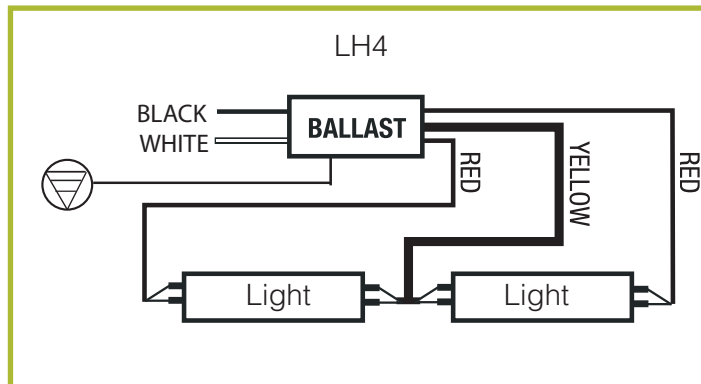 LH4
BLACK
WHITE
BALLAST
RED
YELLOW
RED
Light
Light